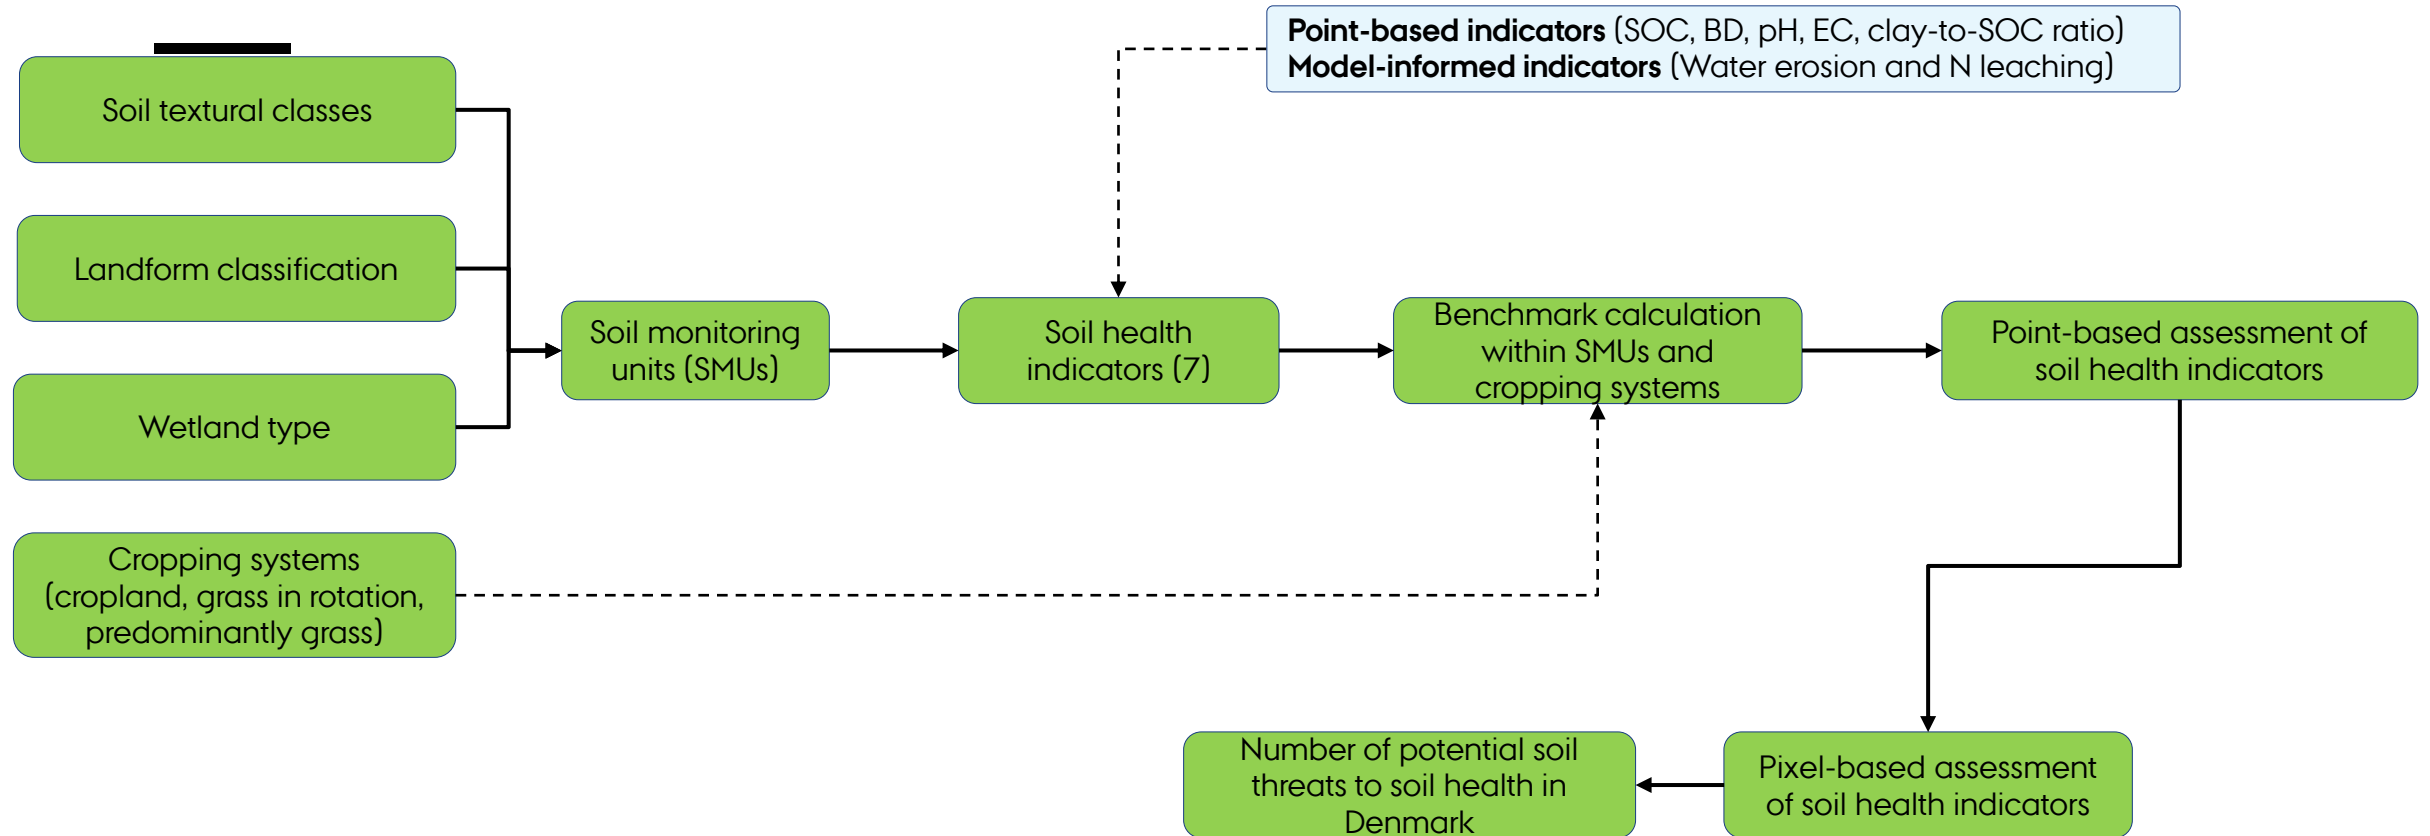 Point-based indicators (SOC, BD, pH, EC, clay-to-SOC ratio)
Model-informed indicators (Water erosion and N leaching)
Soil textural classes
Landform classification
Wetland type
Cropping systems
(cropland, grass in rotation,
predominantly grass)
Soil monitoring
units (SMUs)
Soil health
indicators (7)
Benchmark calculation
within SMUs and
cropping systems
Point-based assessment of
soil health indicators
Pixel-based assessment
of soil health indicators
Number of potential soil
threats to soil health in
Denmark